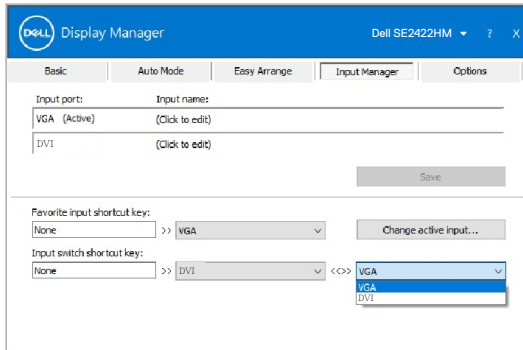 DELL Display Manager Dell SE2422HM ? X
Basic Auto Mode Easy Arrange Input Manager Options
Input port: Input name:
VGA (Active) (Click to edit)
DVI (Click to edit)
Save
Favorite input shortcut key:
None >> VGA Change active input...
Input switch shortcut key:
None >> DVI <<>> VGA
VGA
DVI